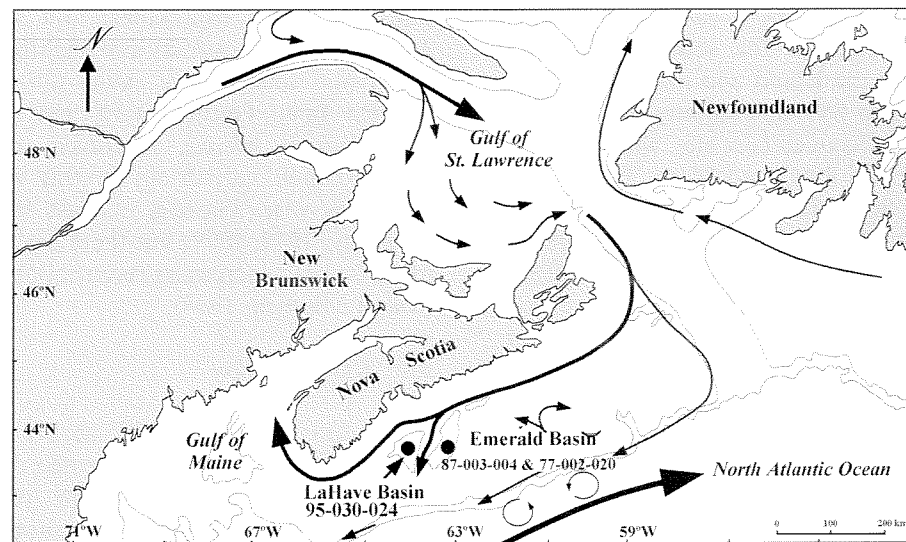 N
Newfoundland
Gulf of
St. Lawrence
48°N
New
Brunswick
46°N
Nova Scotia
44°N
Gulf of
Maine
Emerald Basin
87-003-004 & 77-002-020
LaHave Basin
95-030-024
North Atlantic Ocean
71°W
67°W
63°W
59°W
0 100 200 km